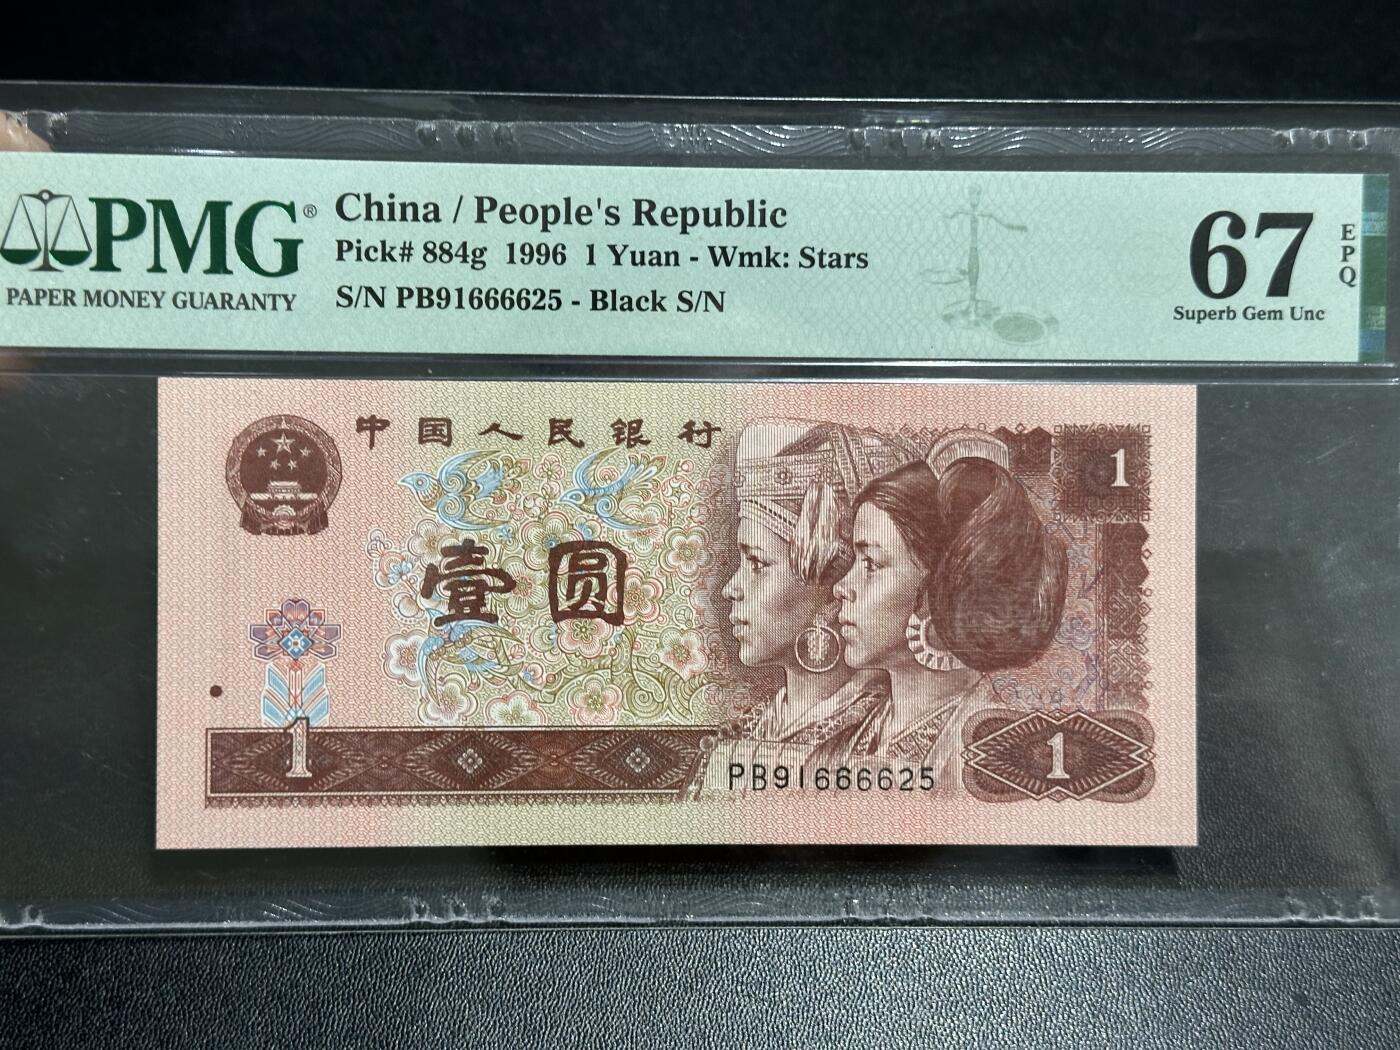 PMG®
PAPER MONEY GUARANTY
China / People's Republic
Pick# 884g 1996 1 Yuan - Wmk: Stars
S/N PB91666625 - Black S/N
67
EPQ
Superb Gem Unc
中国人民银行
1
壹圆
1
PB91666625
1